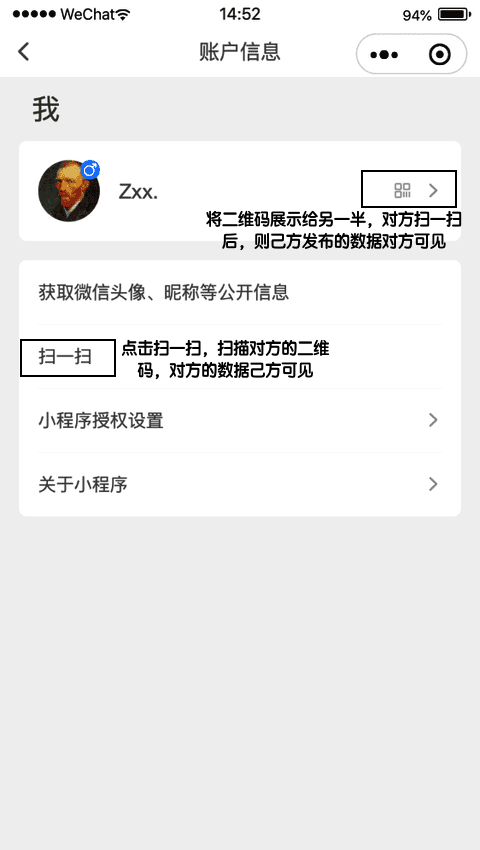 WeChat 14:52 94%
账户信息
我
Zxx.
将二维码展示给另一半，对方扫一扫
后，则己方发布的数据对方可见
获取微信头像、昵称等公开信息
扫一扫
点击扫一扫，扫描对方的二维
码，对方的数据己方可见
小程序授权设置
关于小程序